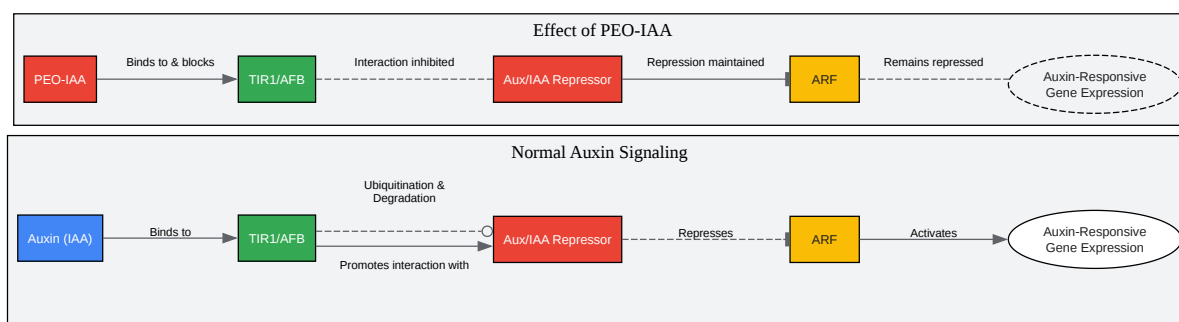 Effect of PEO-IAA
PEO-IAA
Binds to & blocks
TIR1/AFB
Interaction inhibited
Aux/IAA Repressor
Repression maintained
ARF
Remains repressed
Auxin-Responsive
Gene Expression
Normal Auxin Signaling
Auxin (IAA)
Binds to
TIR1/AFB
Ubiquitination &
Degradation
Promotes interaction with
Aux/IAA Repressor
Represses
ARF
Activates
Auxin-Responsive
Gene Expression